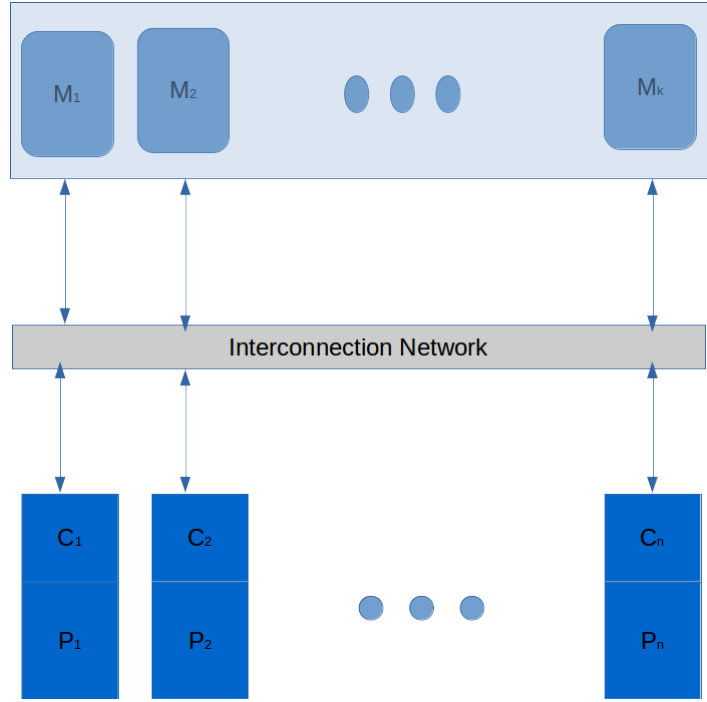 M₁ M₂ Mₖ
Interconnection Network
C₁ C₂ Cₙ
P₁ P₂ Pₙ